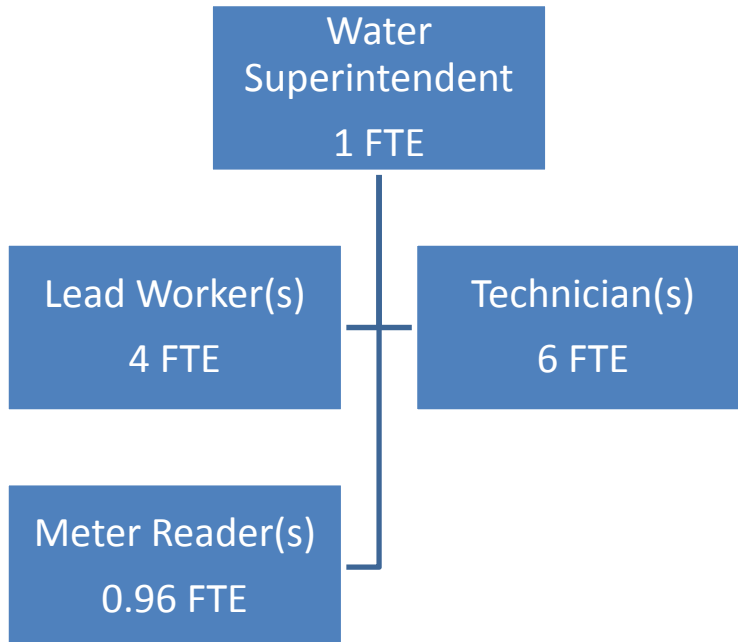 Water
Superintendent
1 FTE
Lead Worker(s)
4 FTE
Technician(s)
6 FTE
Meter Reader(s)
0.96 FTE